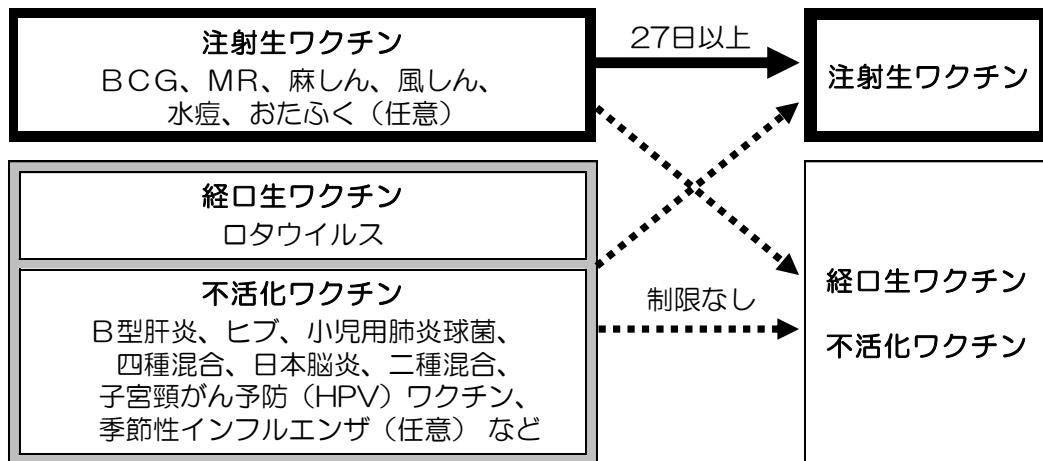 注射生ワクチン
BCG、MR、麻しん、風しん、
水痘、おたふく（任意）
27日以上
注射生ワクチン
経口生ワクチン
ロタウイルス
不活化ワクチン
B型肝炎、ヒブ、小児用肺炎球菌、
四種混合、日本脳炎、二種混合、
子宮頸がん予防（HPV）ワクチン、
季節性インフルエンザ（任意） など
制限なし
経口生ワクチン
不活化ワクチン